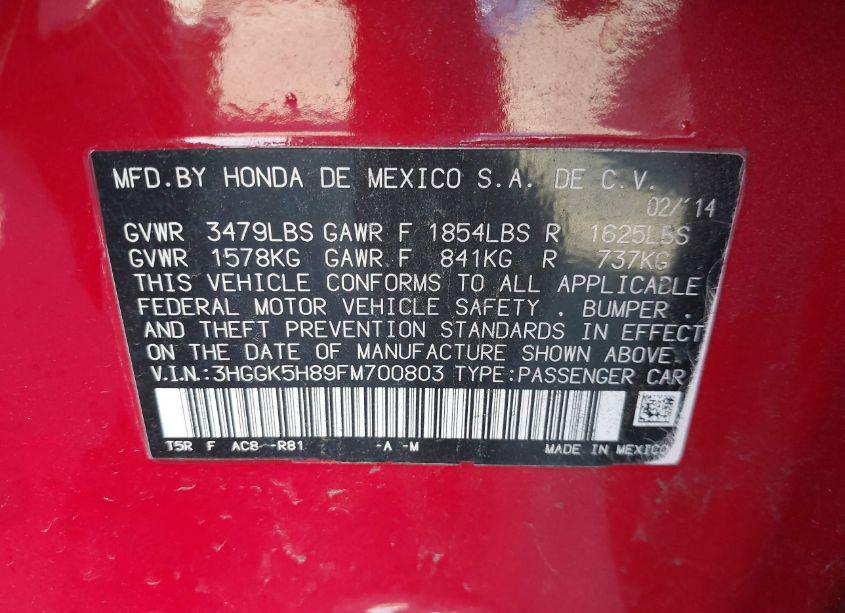 MFD.BY HONDA DE MEXICO S.A. DE C.V.
02/'14
GVWR 3479LBS GAWR F 1854LBS R 1625LBS
GVWR 1578KG GAWR F 841KG R 737KG
THIS VEHICLE CONFORMS TO ALL APPLICABLE
FEDERAL MOTOR VEHICLE SAFETY . BUMPER .
AND THEFT PREVENTION STANDARDS IN EFFECT
ON THE DATE OF MANUFACTURE SHOWN ABOVE.
V.I.N.:3HGGK5H89FM700803 TYPE:PASSENGER CAR
T5R F AC8 -R81 -A -M MADE IN MEXICO